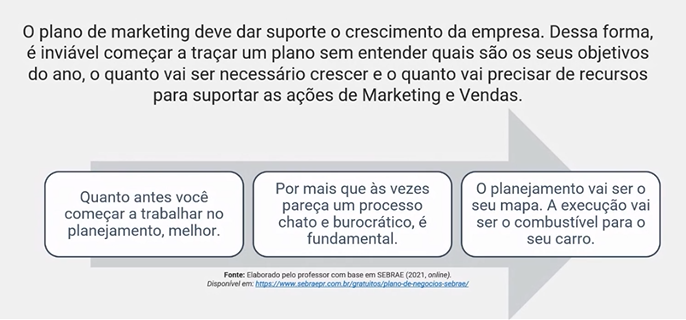 O plano de marketing deve dar suporte o crescimento da empresa. Dessa forma,
é inviável começar a traçar um plano sem entender quais são os seus objetivos
do ano, o quanto vai ser necessário crescer e o quanto vai precisar de recursos
para suportar as ações de Marketing e Vendas.
Quanto antes você
começar a trabalhar no
planejamento, melhor.
Por mais que às vezes
pareça um processo
chato e burocrático, é
fundamental.
O planejamento vai ser o
seu mapa. A execução vai
ser o combustível para o
seu carro.
Fonte: Elaborado pelo professor com base em SEBRAE (2021, online).
Disponível em: https://www.sebraepr.com.br/gratuitos/plano-de-negocios-sebrae/